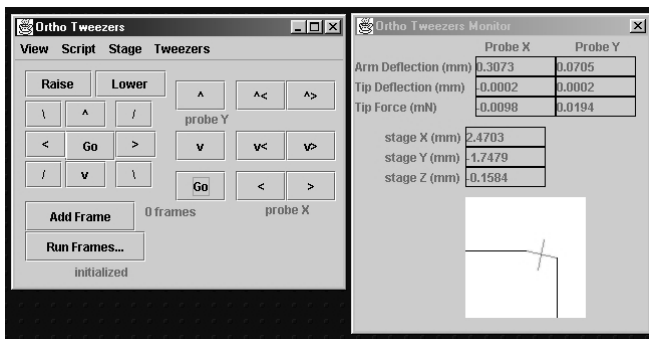 Ortho Tweezers
View Script Stage Tweezers
Raise Lower
\ ^ /
< Go >
/ v \
^ ^< ^>
probe Y
v v< v>
Go < >
probe X
Add Frame 0 frames
Run Frames...
initialized
Ortho Tweezers Monitor
Probe X Probe Y
Arm Deflection (mm) 0.3073 0.0705
Tip Deflection (mm) -0.0002 0.0002
Tip Force (mN) -0.0098 0.0194
stage X (mm) 2.4703
stage Y (mm) -1.7479
stage Z (mm) -0.1584